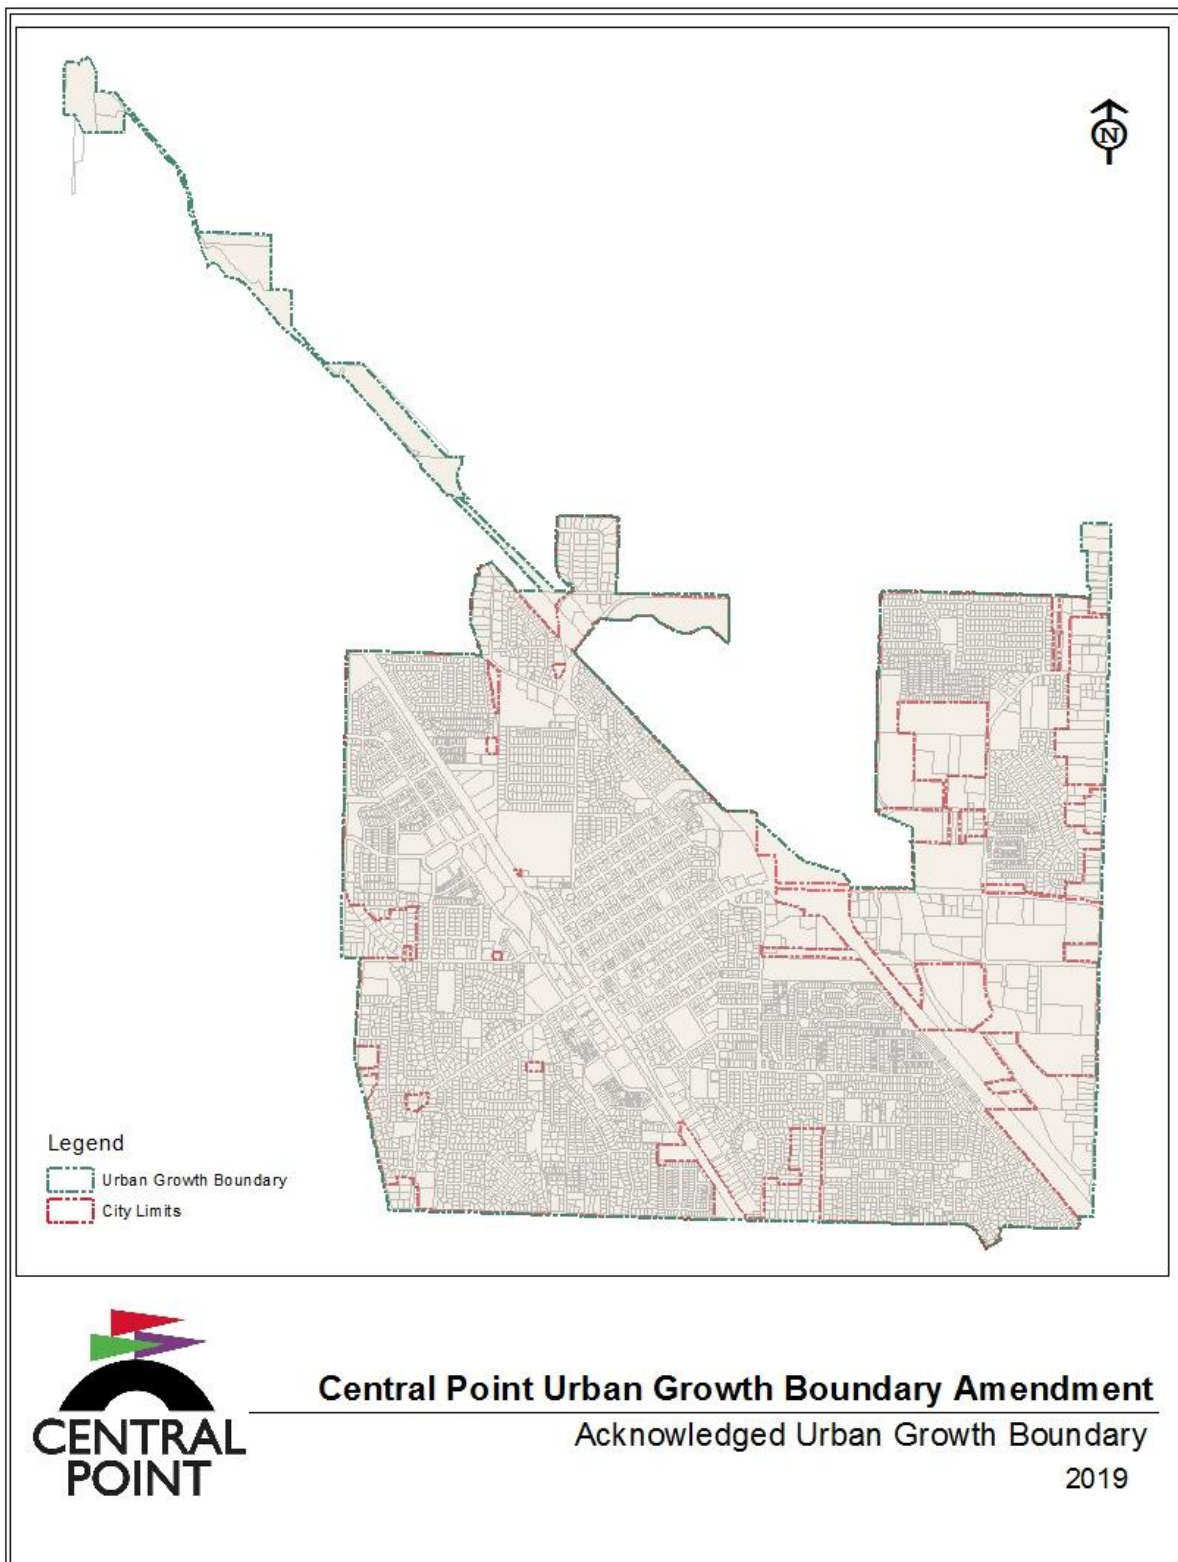 N
Legend
Urban Growth Boundary
City Limits
CENTRAL
POINT
Central Point Urban Growth Boundary Amendment
Acknowledged Urban Growth Boundary
2019